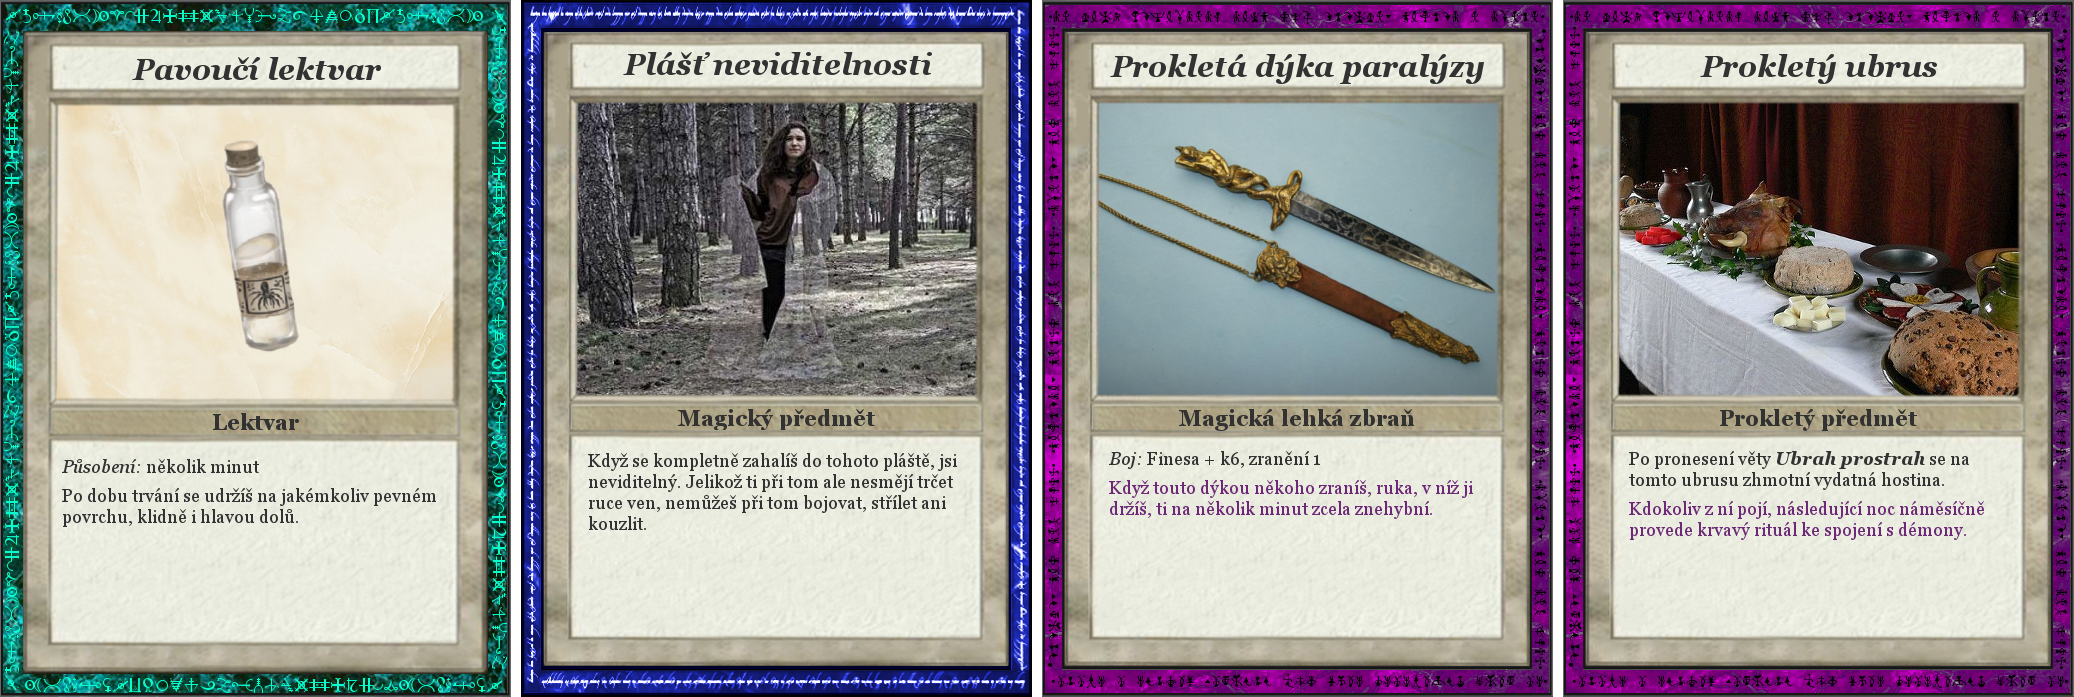 Pavoučí lektvar
Lektvar
Působení: několik minut
Po dobu trvání se udržíš na jakémkoliv pevném
povrchu, klidně i hlavou dolů.
Plášť neviditelnosti
Magický předmět
Když se kompletně zahalíš do tohoto pláště, jsi
neviditelný. Jelikož ti při tom ale nesmějí trčet
ruce ven, nemůžeš při tom bojovat, střílet ani
kouzlit.
Prokletá dýka paralýzy
Magická lehká zbraň
Boj: Finesa + k6, zranění 1
Když touto dýkou někoho zraníš, ruka, v níž ji
držíš, ti na několik minut zcela znehybní.
Prokletý ubrus
Prokletý předmět
Po pronesení věty Ubrah prostrah se na
tomto ubrusu zhmotní vydatná hostina.
Kdokoliv z ní pojí, následující noc náměsíčně
provede krvavý rituál ke spojení s démony.